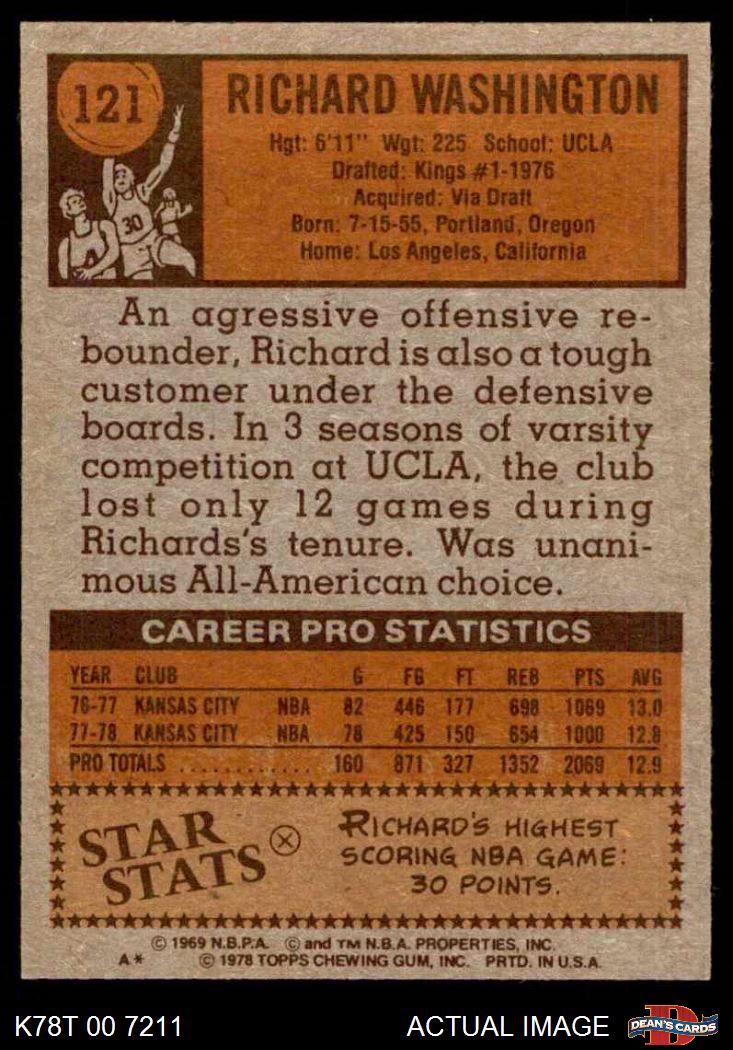 121
RICHARD WASHINGTON
Hgt: 6'11" Wgt: 225 School: UCLA
Drafted: Kings #1-1976
Acquired: Via Draft
Born: 7-15-55, Portland, Oregon
Home: Los Angeles, California
30
An agressive offensive re-
bounder, Richard is also a tough
customer under the defensive
boards. In 3 seasons of varsity
competition at UCLA, the club
lost only 12 games during
Richards's tenure. Was unani-
mous All-American choice.
CAREER PRO STATISTICS
YEAR CLUB G FG FT REB PTS AVG
76-77 KANSAS CITY NBA 82 446 177 698 1069 13.0
77-78 KANSAS CITY NBA 78 425 150 654 1000 12.8
PRO TOTALS ............ 160 871 327 1352 2069 12.9
STAR STATS
RICHARD'S HIGHEST
SCORING NBA GAME:
30 POINTS.
© 1969 N.B.P.A. © and TM N.B.A. PROPERTIES, INC.
A* © 1978 TOPPS CHEWING GUM, INC. PRTD. IN U.S.A.
K78T 00 7211 ACTUAL IMAGE DEAN'S CARDS